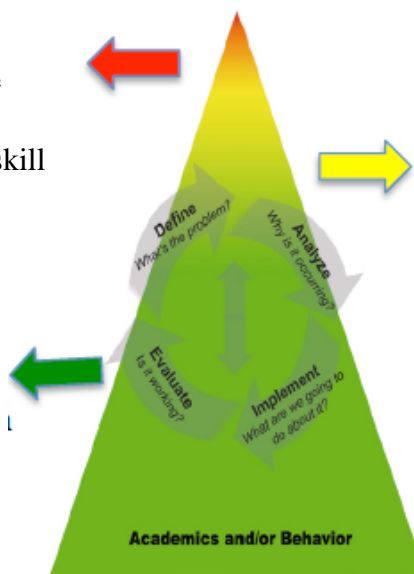 skill
Define
What's the problem?
Analyze
Why is it occurring?
Implement
What are we going to
do about it?
Evaluate
Is it working?
Academics and/or Behavior